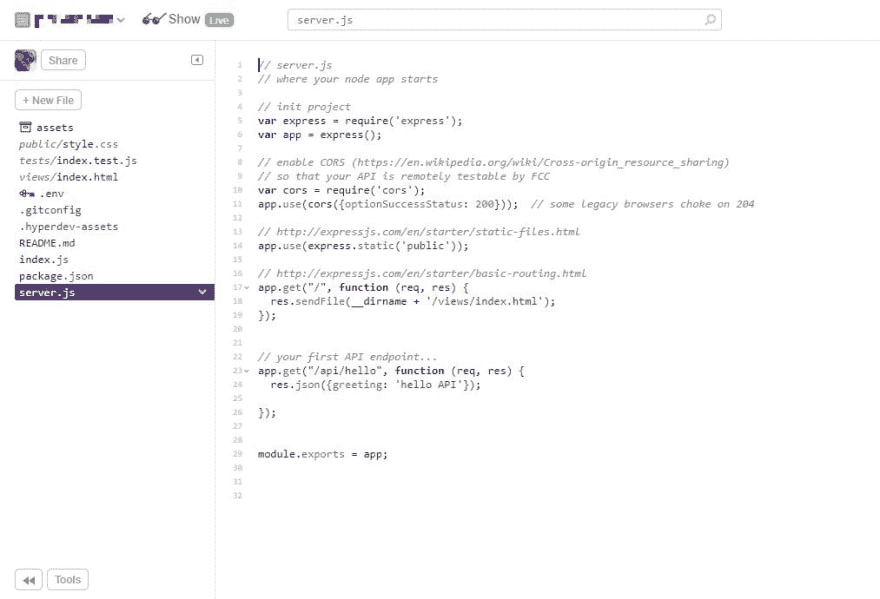 Show Live
server.js
Share
+ New File
assets
public/style.css
tests/index.test.js
views/index.html
.env
.gitconfig
.hyperdev-assets
README.md
index.js
package.json
server.js
Tools
1 // server.js
2 // where your node app starts
3
4 // init project
5 var express = require('express');
6 var app = express();
7
8 // enable CORS (https://en.wikipedia.org/wiki/Cross-origin_resource_sharing)
9 // so that your API is remotely testable by FCC
10 var cors = require('cors');
11 app.use(cors({optionSuccessStatus: 200}));  // some legacy browsers choke on 204
12
13 // http://expressjs.com/en/starter/static-files.html
14 app.use(express.static('public'));
15
16 // http://expressjs.com/en/starter/basic-routing.html
17 app.get("/", function (req, res) {
18   res.sendFile(__dirname + '/views/index.html');
19 });
20
21
22 // your first API endpoint...
23 app.get("/api/hello", function (req, res) {
24   res.json({greeting: 'hello API'});
25
26 });
27
28
29 module.exports = app;
30
31
32